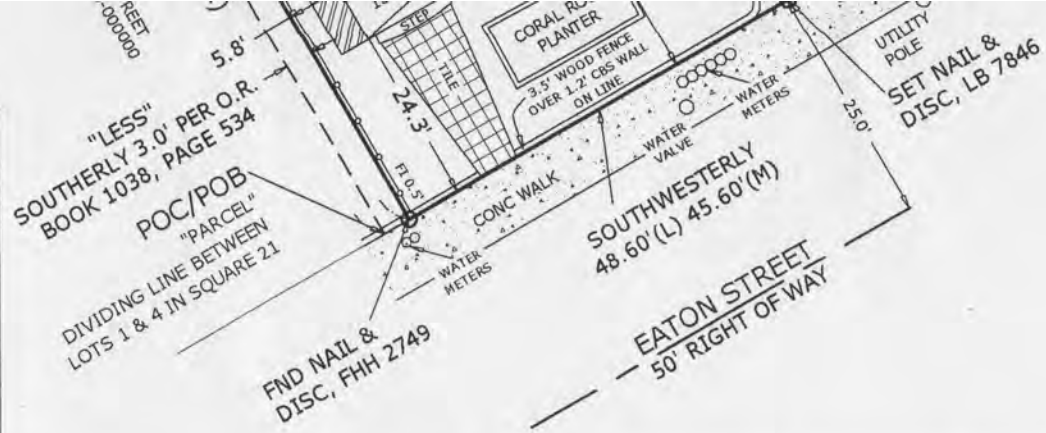 STREET
-000000
5.8'
"LESS"
SOUTHERLY 3.0' PER O.R.
BOOK 1038, PAGE 534
POC/POB
"PARCEL"
DIVIDING LINE BETWEEN
LOTS 1 & 4 IN SQUARE 21
FND NAIL &
DISC, FHH 2749
STEP
TILE
24.3'
FI 0.5'
CORAL
PLANTER
3.5' WOOD FENCE
OVER 1.2' CBS WALL
ON LINE
CONC WALK
WATER
METERS
WATER
VALVE
WATER
METERS
SOUTHWESTERLY
48.60'(L) 45.60'(M)
UTILITY
POLE
SET NAIL &
DISC, LB 7846
25.0'
EATON STREET
50' RIGHT OF WAY